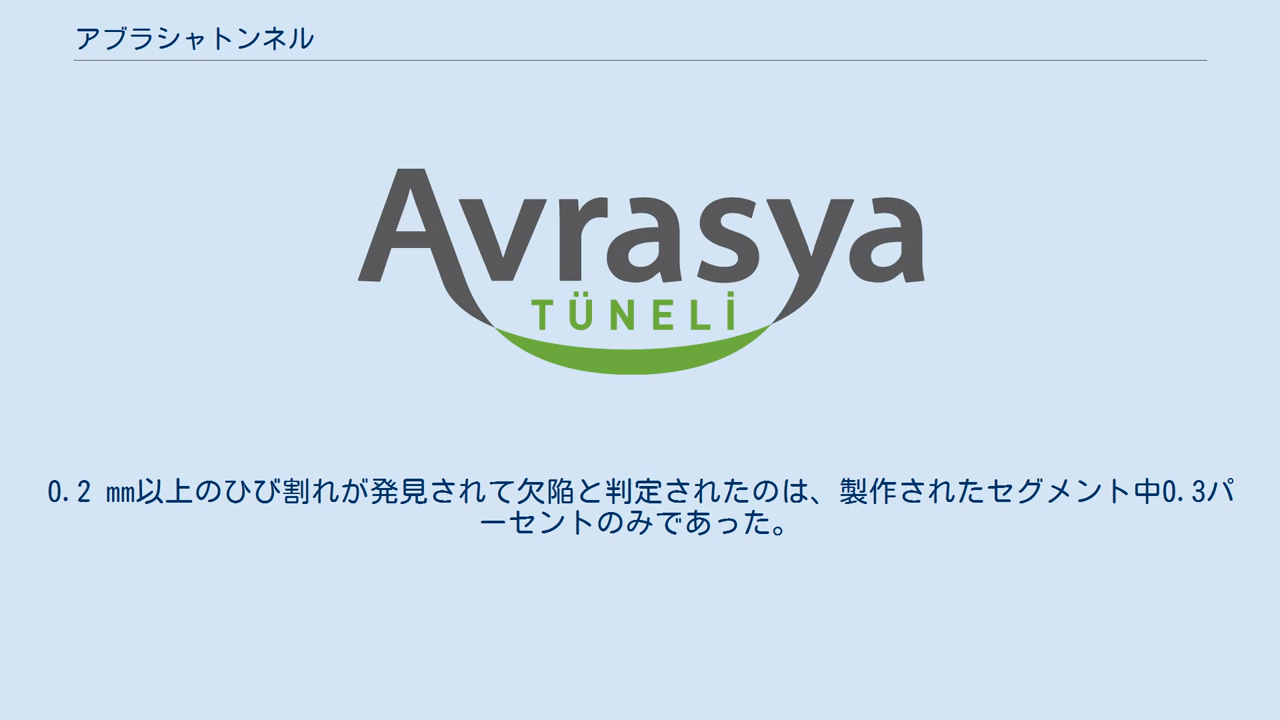 アブラシャトンネル
Avrasya
TÜNELİ
0.2 mm以上のひび割れが発見されて欠陥と判定されたのは、製作されたセグメント中0.3パ
ーセントのみであった。